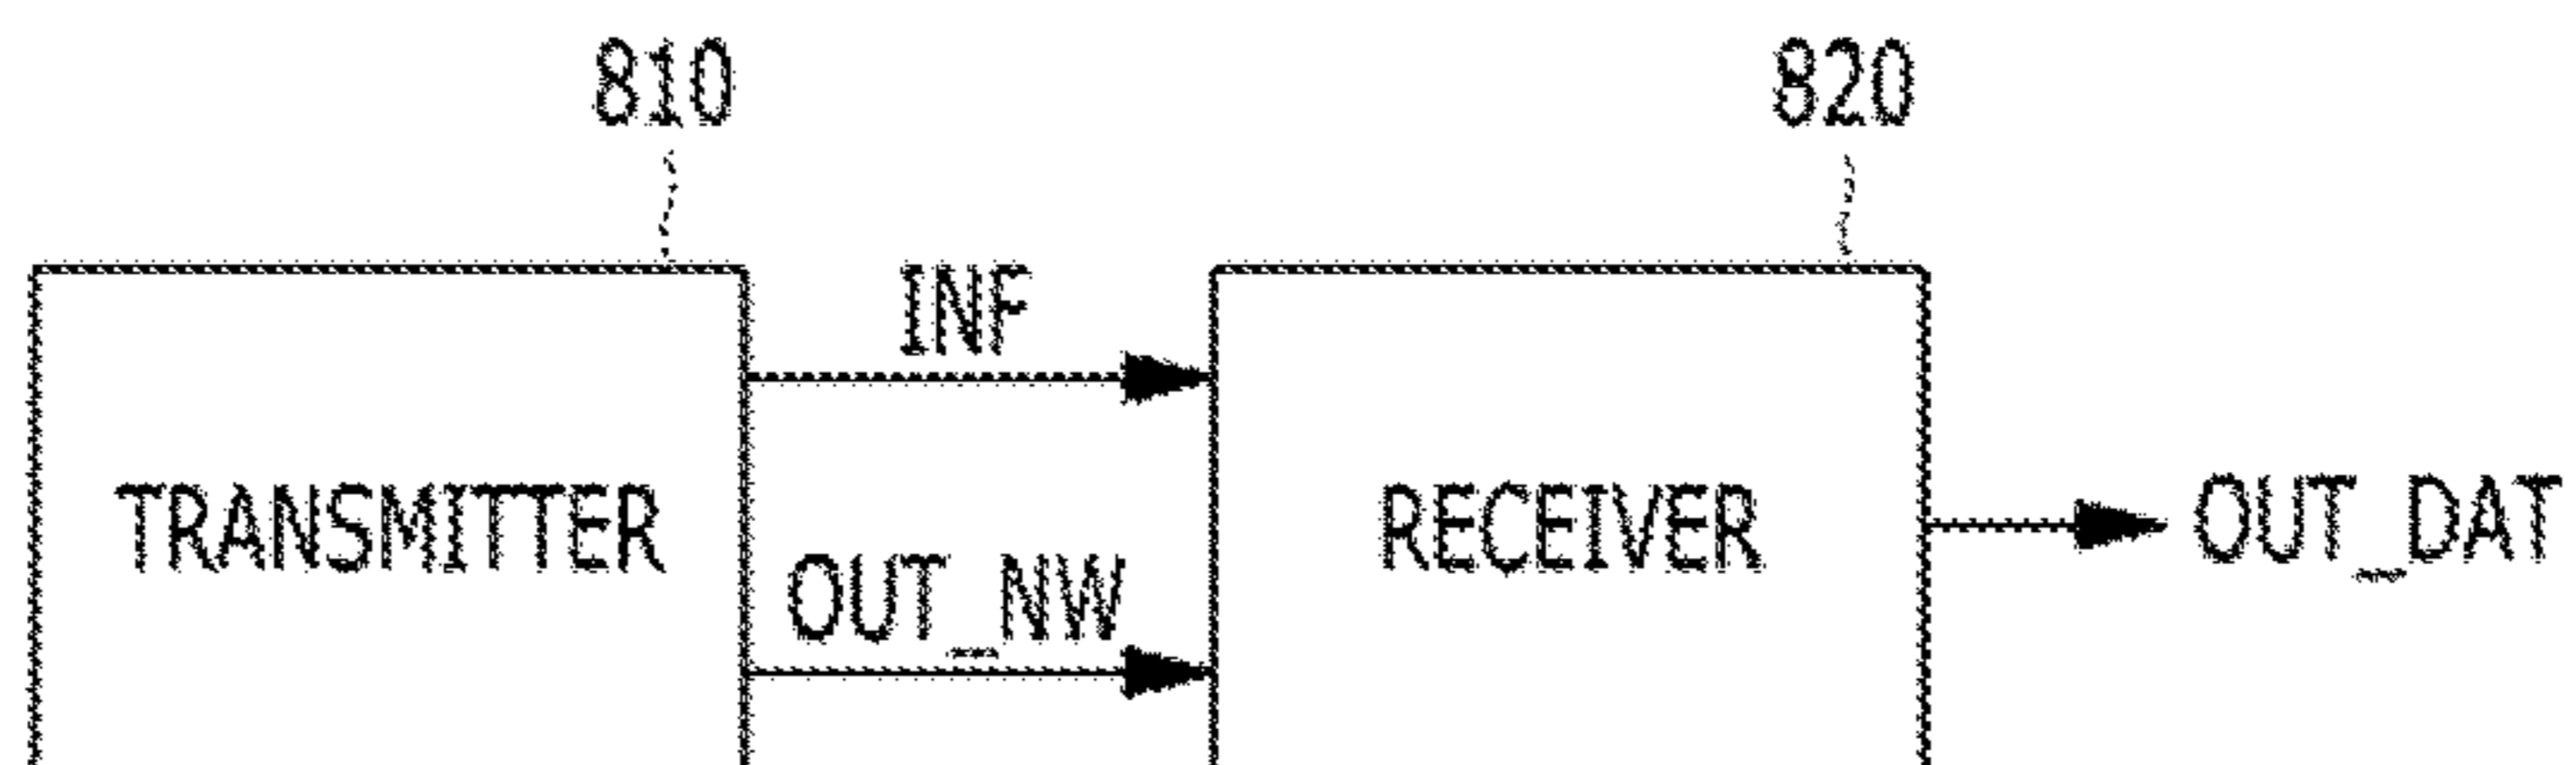 810 820
INF
TRANSMITTER RECEIVER OUT_DAT
OUT_NW